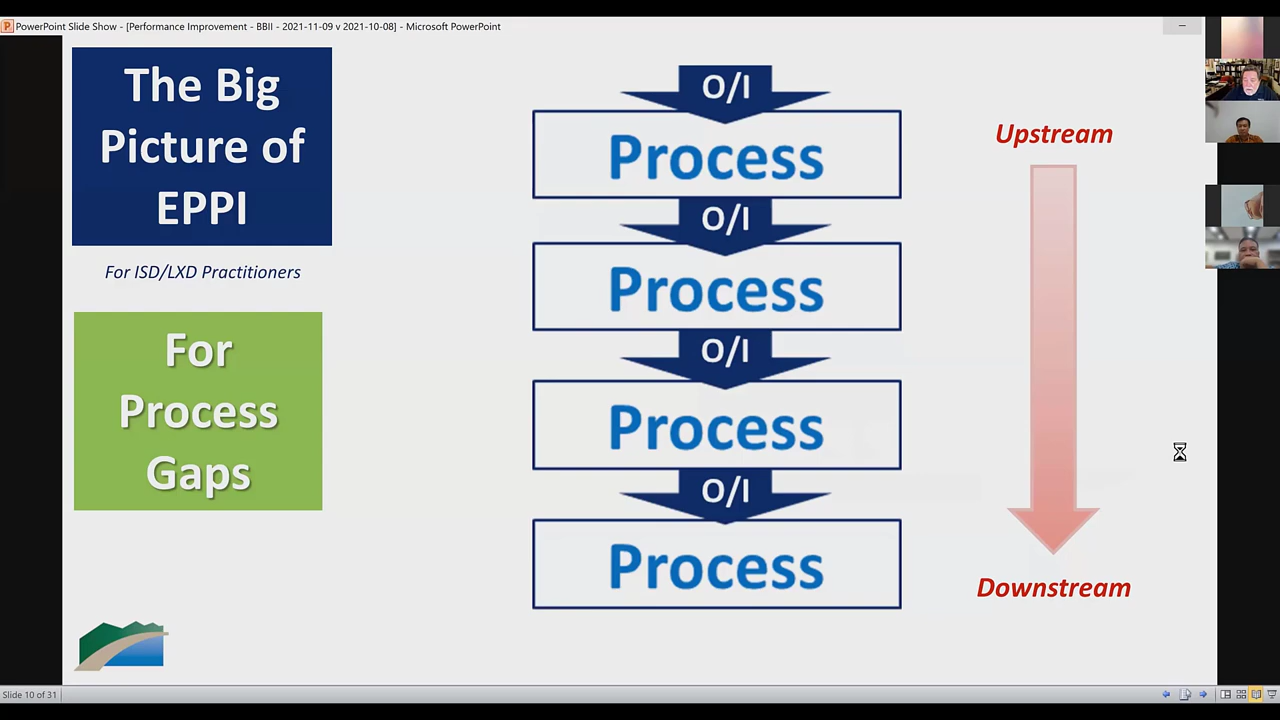 PowerPoint Slide Show - [Performance Improvement - BBII - 2021-11-09 v 2021-10-08] - Microsoft PowerPoint
The Big
Picture of
EPPI
For ISD/LXD Practitioners
For
Process
Gaps
O/I
Process
O/I
Process
O/I
Process
O/I
Process
Upstream
Downstream
Slide 10 of 31